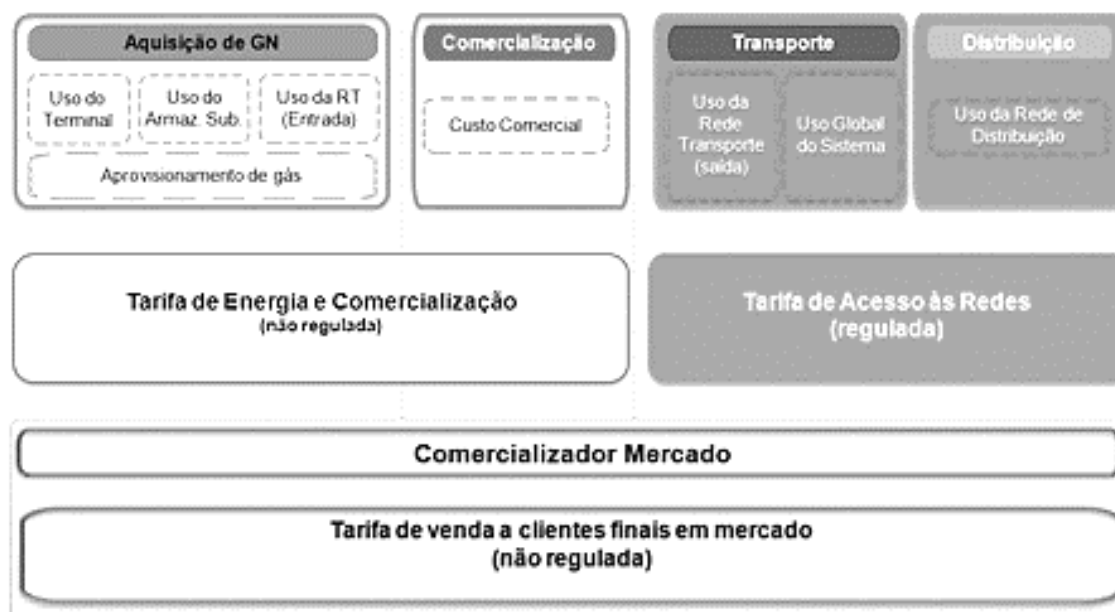 Aquisição de GN
Uso do
Terminal
Uso do
Armaz. Sub.
Uso da RT
(Entrada)
Aprovisionamento de gás
Comercialização
Custo Comercial
Transporte
Uso da
Rede
Transporte
(saída)
Uso Global
do Sistema
Distribuição
Uso da Rede de
Distribuição
Tarifa de Energia e Comercialização
(não regulada)
Tarifa de Acesso às Redes
(regulada)
Comercializador Mercado
Tarifa de venda a clientes finais em mercado
(não regulada)